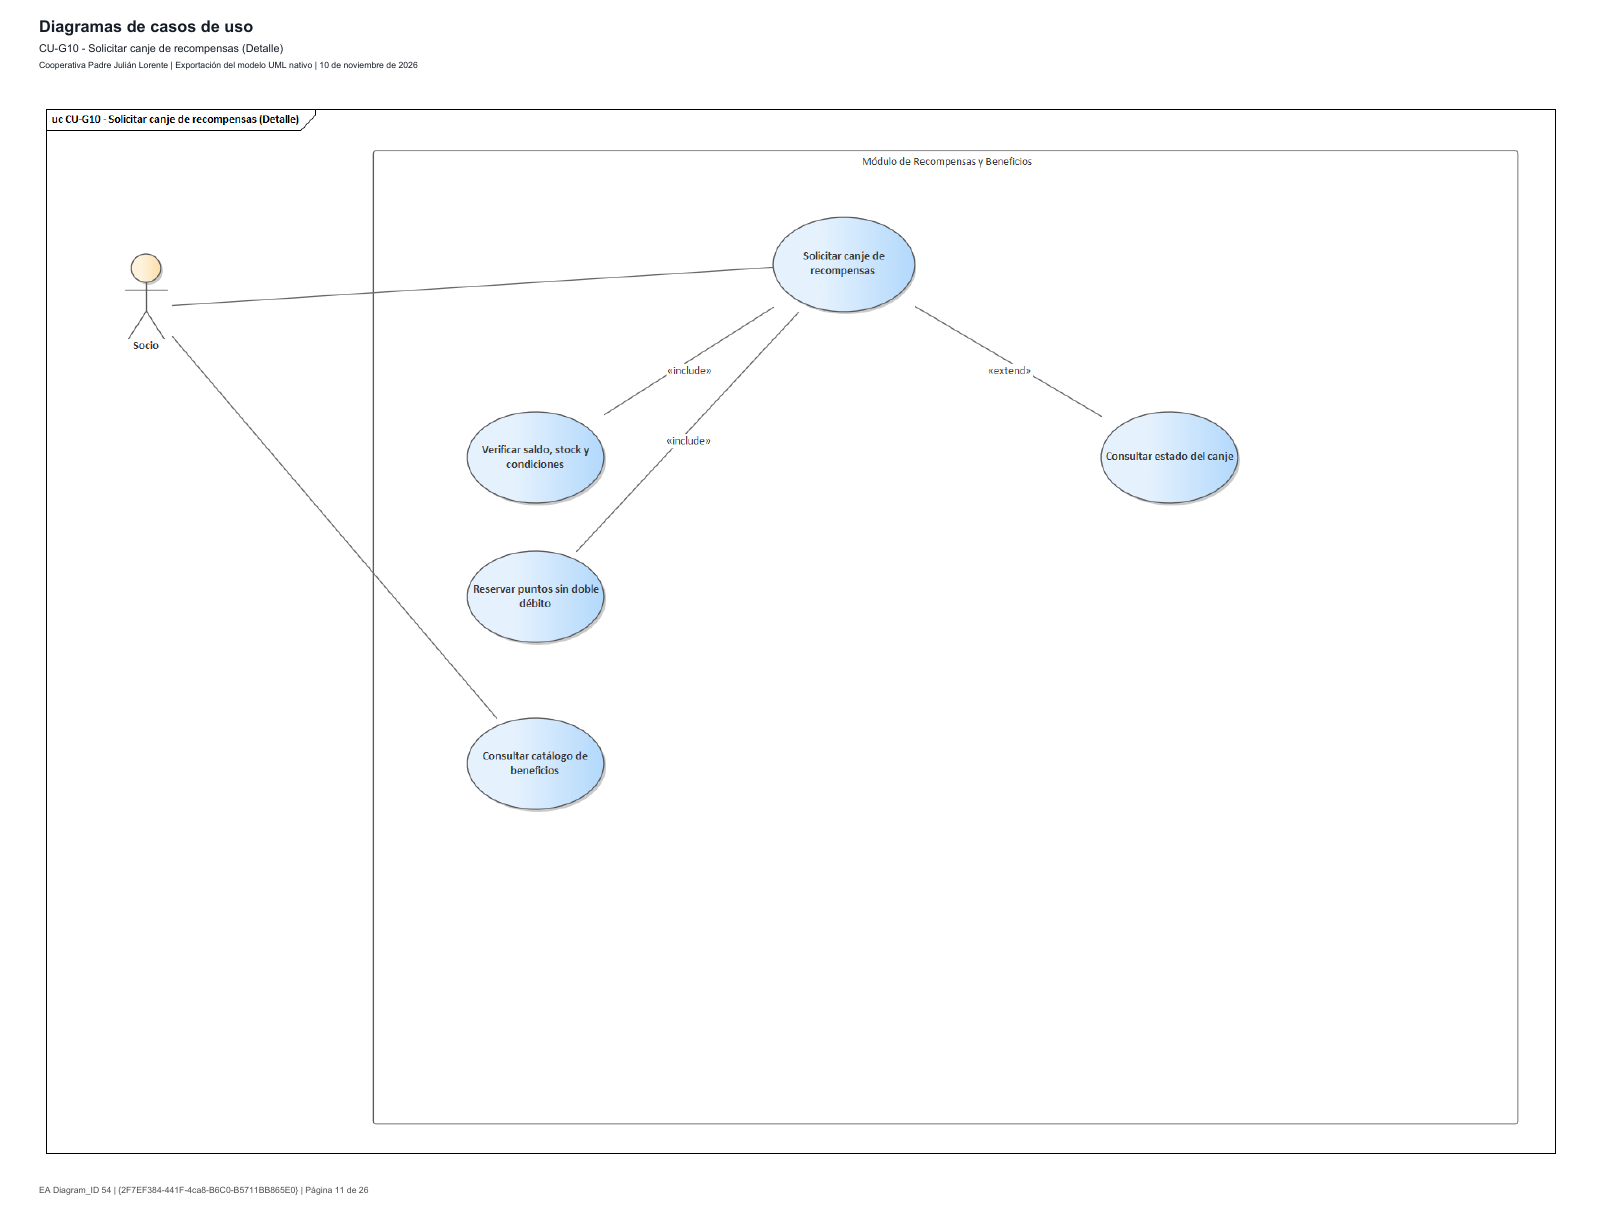 Diagramas de casos de uso
CU-G10 - Solicitar canje de recompensas (Detalle)
Cooperativa Padre Julián Lorente | Exportación del modelo UML nativo | 10 de noviembre de 2026
uc CU-G10 - Solicitar canje de recompensas (Detalle)
Módulo de Recompensas y Beneficios
Solicitar canje de
recompensas
Socio
«include»
«extend»
«include»
Verificar saldo, stock y
condiciones
Consultar estado del canje
Reservar puntos sin doble
débito
Consultar catálogo de
beneficios
EA Diagram_ID 54 | {2F7EF384-441F-4ca8-B6C0-B5711BB865E0} | Página 11 de 26